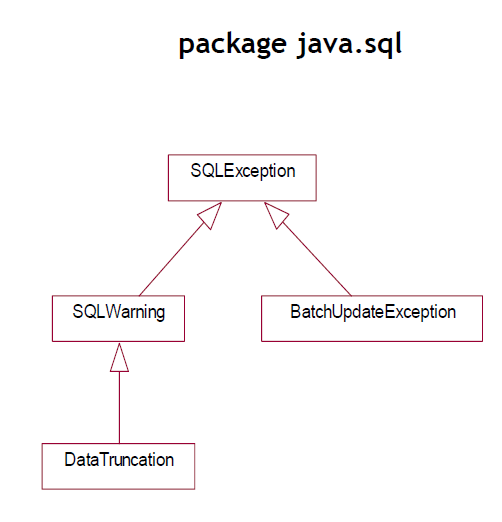 package java.sql
SQLException
SQLWarning
BatchUpdateException
DataTruncation